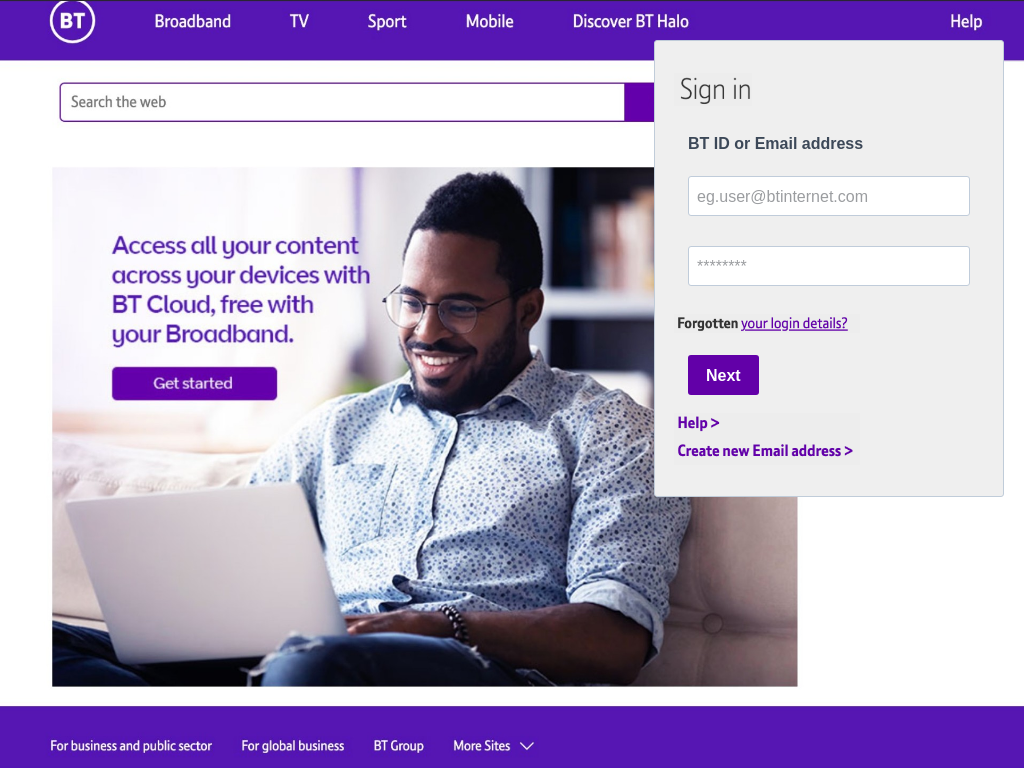 BT
Broadband
TV
Sport
Mobile
Discover BT Halo
Help
Search the web
Access all your content
across your devices with
BT Cloud, free with
your Broadband.
Get started
Sign in
BT ID or Email address
eg.user@btinternet.com
********
Forgotten your login details?
Next
Help >
Create new Email address >
For business and public sector
For global business
BT Group
More Sites